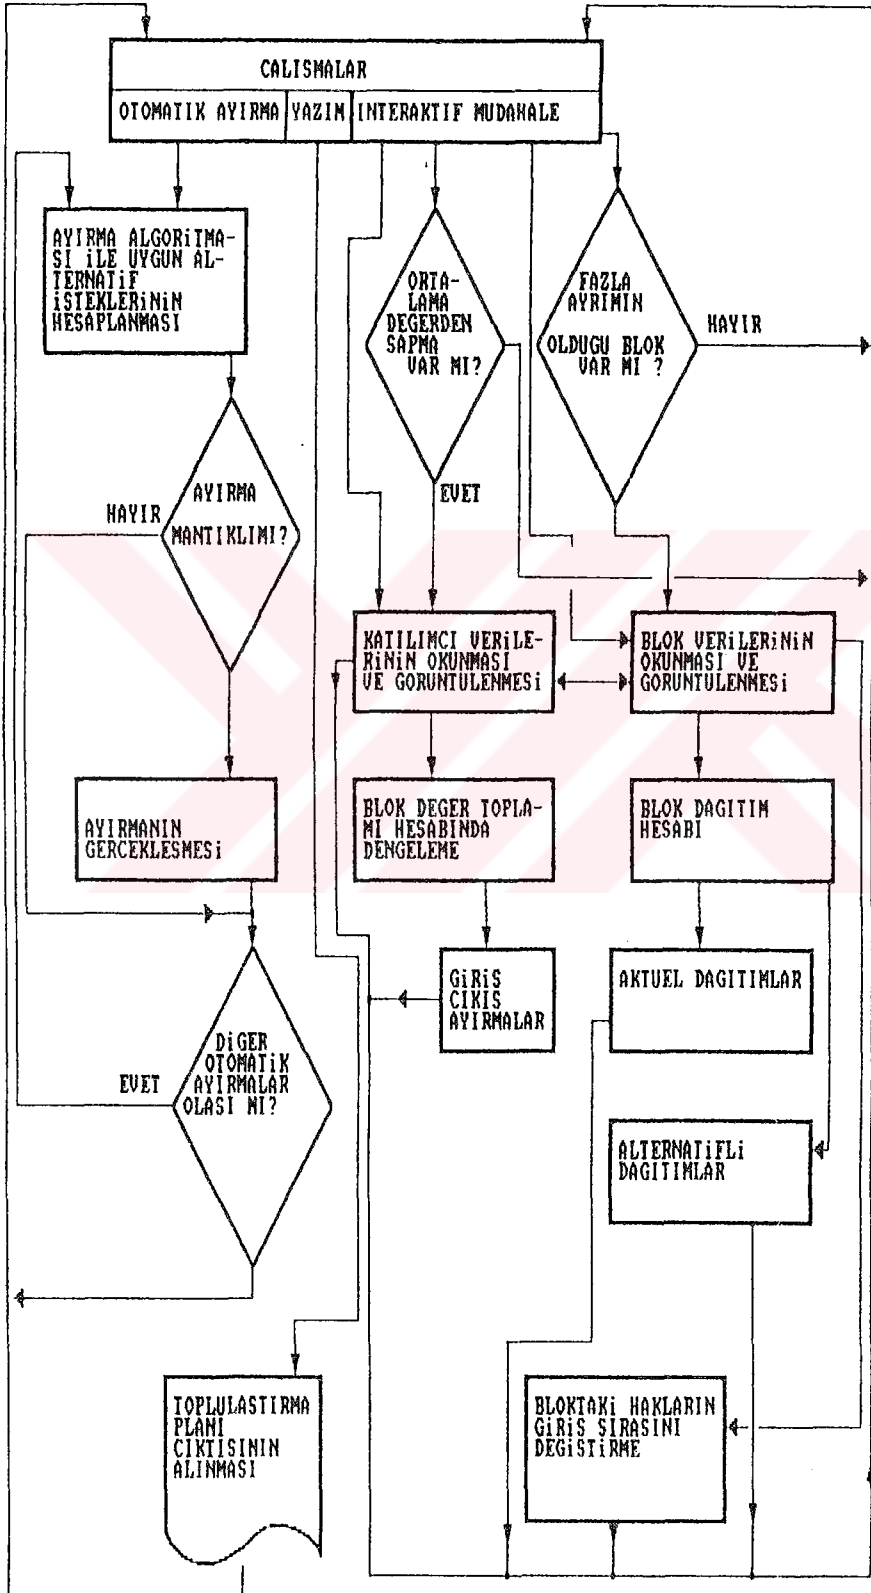 CALISMALAR
OTOMATIK AYIRMA
YAZIM
INTERAKTIF MUDAHALE
AYIRMA ALGORiTMA-
SI iLE UYGUN AL-
TERNATiF
iSTEKLERiNiN
HESAPLANMASI
ORTA-
LAMA
DEGERDEN
SAPMA
VAR MI?
FAZLA
AYRIMIN
OLDUGU BLOK
VAR MI ?
HAYIR
EVET
AYIRMA
MANTIKLIMI?
HAYIR
KATILIMCI VERiLE-
RiNiN OKUNMASI
VE GORUNTULENMESi
BLOK VERiLERiNiN
OKUNMASI VE
GORUNTULENMESi
AYIRMANIN
GERCEKLESMESi
BLOK DEGER TOPLA-
MI HESABINDA
DENGELEME
BLOK DAGITIM
HESABI
GiRiS
CIKIS
AYIRMALAR
AKTUEL DAGITIMLAR
DiGER
OTOMATiK
AYIRMALAR
OLASI MI?
EVET
ALTERNATiFLi
DAGITIMLAR
TOPLULASTIRMA
PLANI
CIKTISININ
ALINMASI
BLOKTAKi HAKLARIN
GiRiS SIRASINI
DEGiSTiRME